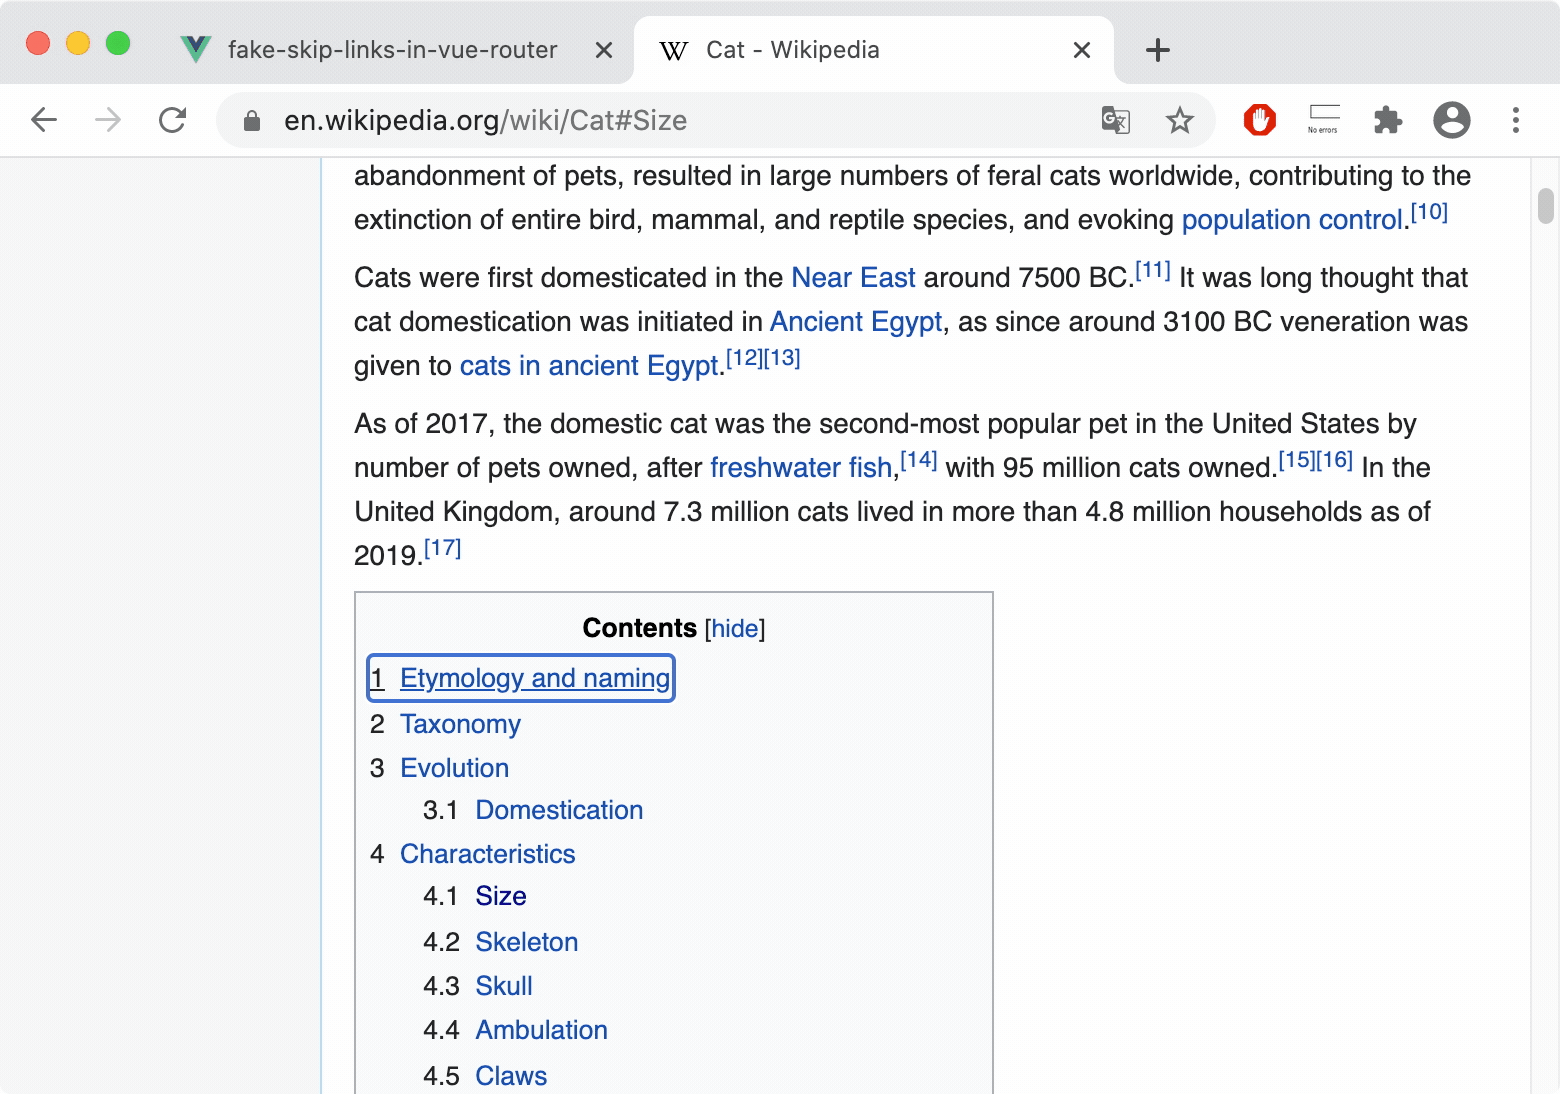 fake-skip-links-in-vue-router
Cat - Wikipedia
en.wikipedia.org/wiki/Cat#Size
No errors
abandonment of pets, resulted in large numbers of feral cats worldwide, contributing to the
extinction of entire bird, mammal, and reptile species, and evoking population control.[10]
Cats were first domesticated in the Near East around 7500 BC.[11] It was long thought that
cat domestication was initiated in Ancient Egypt, as since around 3100 BC veneration was
given to cats in ancient Egypt.[12][13]
As of 2017, the domestic cat was the second-most popular pet in the United States by
number of pets owned, after freshwater fish,[14] with 95 million cats owned.[15][16] In the
United Kingdom, around 7.3 million cats lived in more than 4.8 million households as of
2019.[17]
Contents [hide]
1 Etymology and naming
2 Taxonomy
3 Evolution
3.1 Domestication
4 Characteristics
4.1 Size
4.2 Skeleton
4.3 Skull
4.4 Ambulation
4.5 Claws